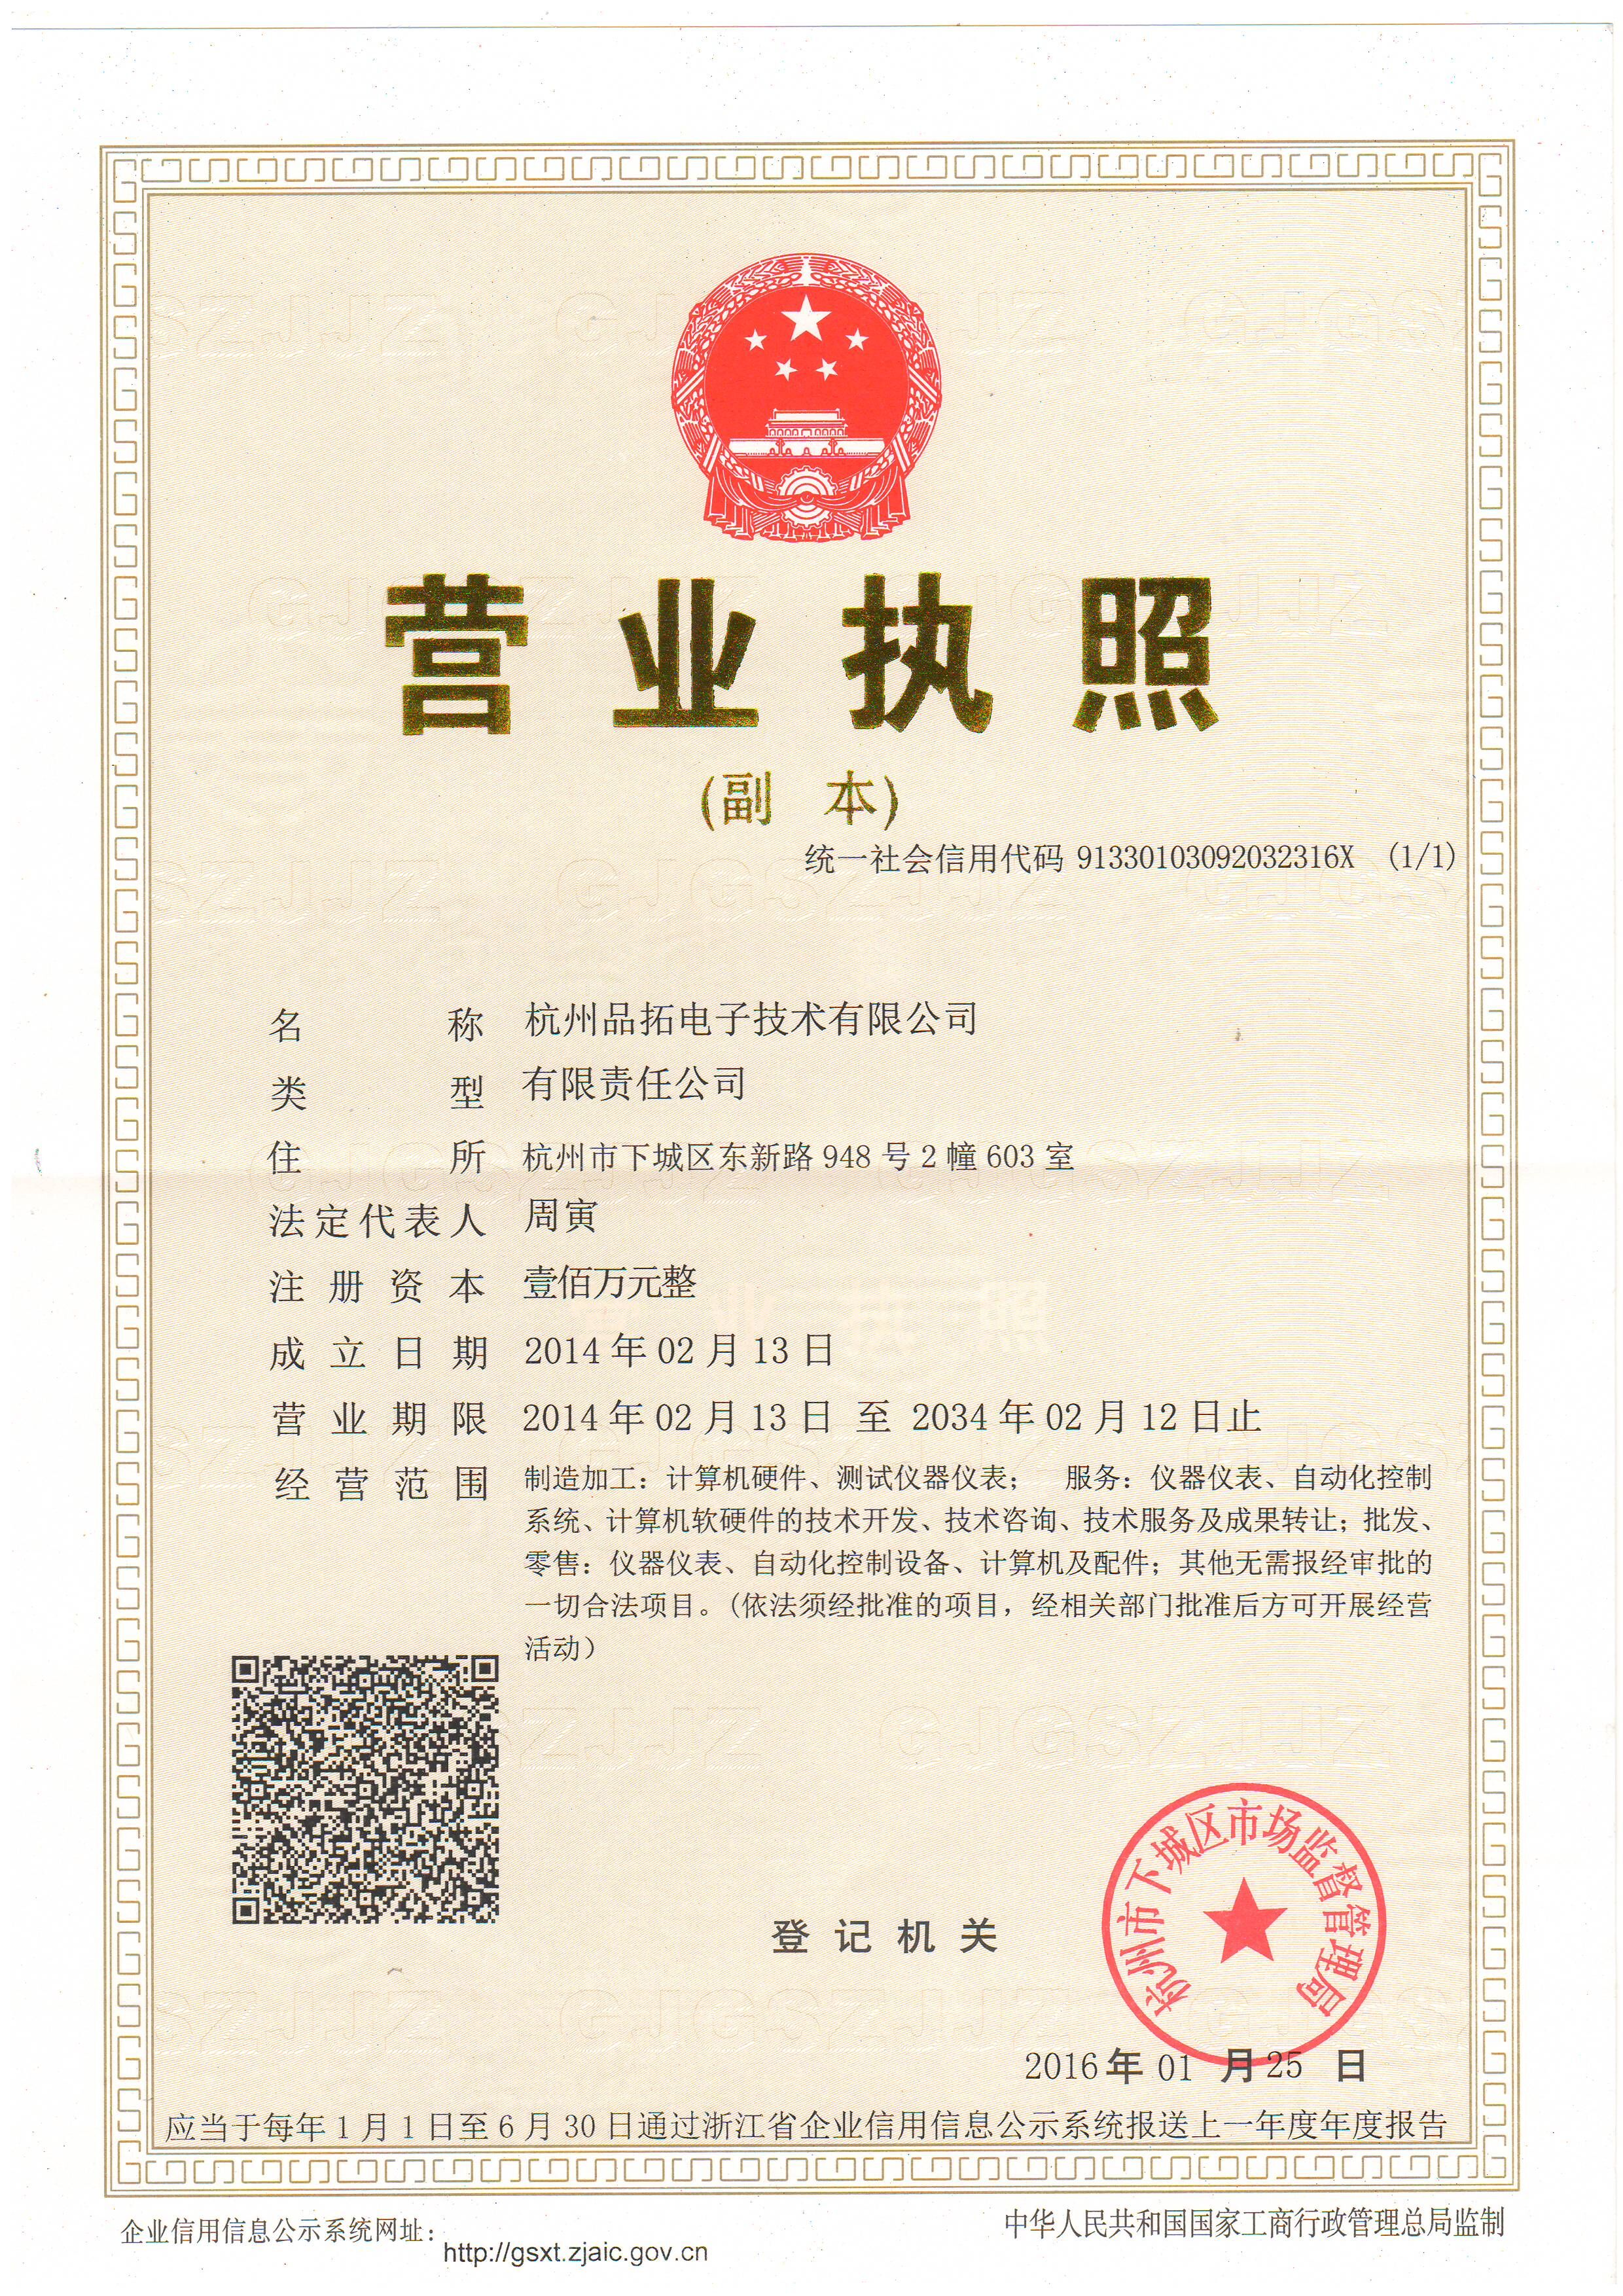 营业执照
(副 本)
统一社会信用代码 91330103092032316X (1/1)
名称 杭州品拓电子技术有限公司
类型 有限责任公司
住所 杭州市下城区东新路948号2幢603室
法定代表人 周寅
注册资本 壹佰万元整
成立日期 2014年02月13日
营业期限 2014年02月13日 至 2034年02月12日止
经营范围 制造加工：计算机硬件、测试仪器仪表； 服务：仪器仪表、自动化控制
系统、计算机软硬件的技术开发、技术咨询、技术服务及成果转让；批发、
零售：仪器仪表、自动化控制设备、计算机及配件；其他无需报经审批的
一切合法项目。(依法须经批准的项目，经相关部门批准后方可开展经营
活动）
杭州市下城区市场监督管理局
登记机关
2016年01月25日
应当于每年1月1日至6月30日通过浙江省企业信用信息公示系统报送上一年度年度报告
企业信用信息公示系统网址：
http://gsxt.zjaic.gov.cn
中华人民共和国国家工商行政管理总局监制